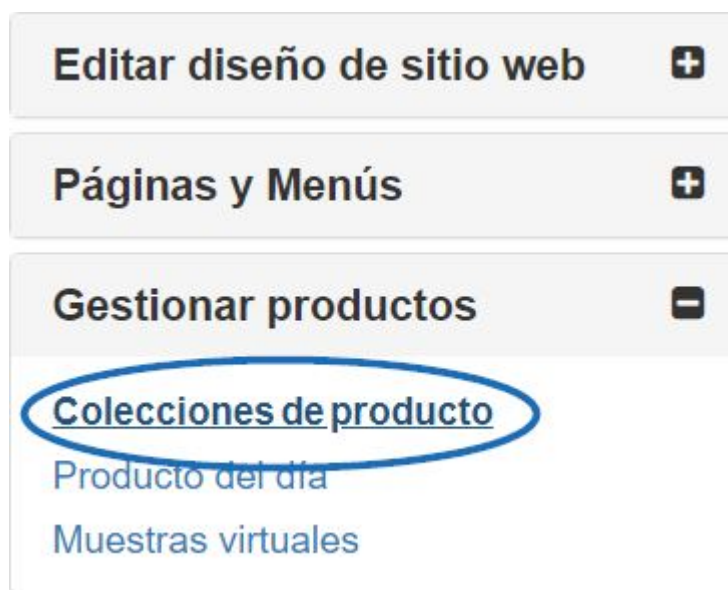 Editar diseño de sitio web
Páginas y Menús
Gestionar productos
Colecciones de producto
Producto del día
Muestras virtuales